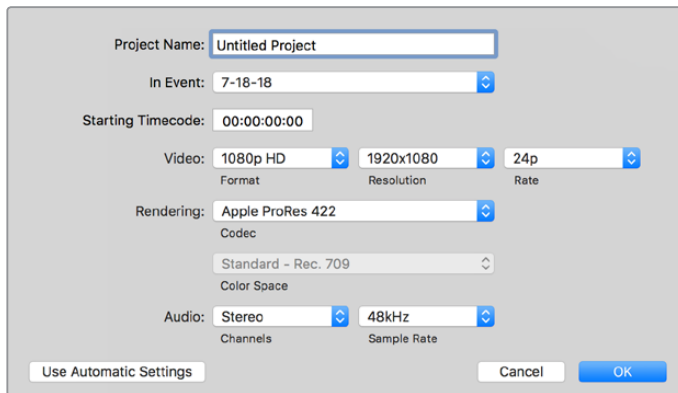 Project Name: Untitled Project
In Event: 7-18-18
Starting Timecode: 00:00:00:00
Video: 1080p HD 1920x1080 24p
Format Resolution Rate
Rendering: Apple ProRes 422
Codec
Standard - Rec. 709
Color Space
Audio: Stereo 48kHz
Channels Sample Rate
Use Automatic Settings Cancel OK